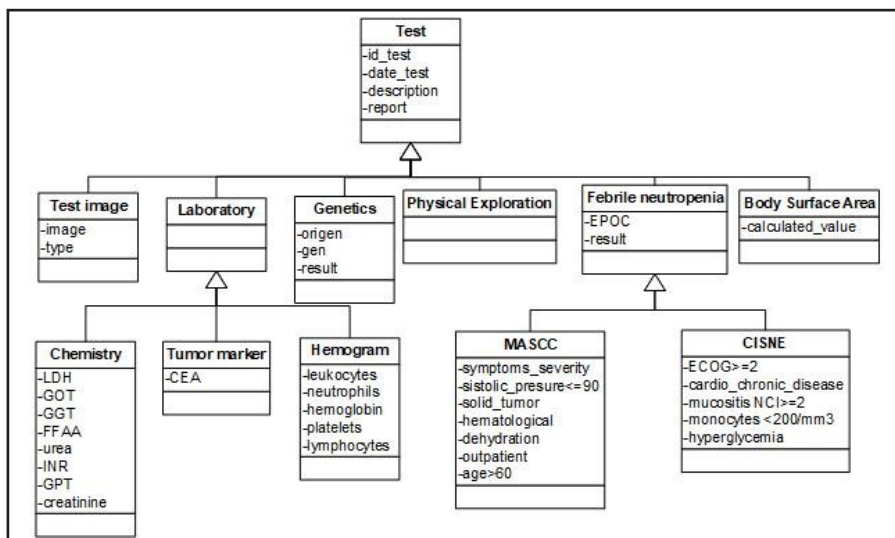 Test
-id_test
-date_test
-description
-report
Test image
-image
-type
Laboratory
Genetics
-origen
-gen
-result
Physical Exploration
Febrile neutropenia
-EPOC
-result
Body Surface Area
-calculated_value
Chemistry
-LDH
-GOT
-GGT
-FFAA
-urea
-INR
-GPT
-creatinine
Tumor marker
-CEA
Hemogram
-leukocytes
-neutrophils
-hemoglobin
-platelets
-lymphocytes
MASCC
-symptoms_severity
-sistolic_presure<=90
-solid_tumor
-hematological
-dehydration
-outpatient
-age>60
CISNE
-ECOG>=2
-cardio_chronic_disease
-mucositis NCI>=2
-monocytes <200/mm3
-hyperglycemia